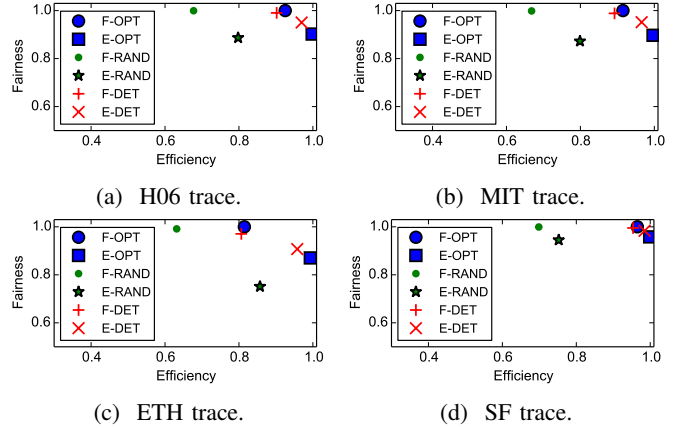 1.0
0.8
0.6
Fairness
F-OPT
E-OPT
F-RAND
E-RAND
F-DET
E-DET
0.4 0.6 0.8 1.0
Efficiency
(a) H06 trace.
1.0
0.8
0.6
Fairness
F-OPT
E-OPT
F-RAND
E-RAND
F-DET
E-DET
0.4 0.6 0.8 1.0
Efficiency
(b) MIT trace.
1.0
0.8
0.6
Fairness
F-OPT
E-OPT
F-RAND
E-RAND
F-DET
E-DET
0.4 0.6 0.8 1.0
Efficiency
(c) ETH trace.
1.0
0.8
0.6
Fairness
F-OPT
E-OPT
F-RAND
E-RAND
F-DET
E-DET
0.4 0.6 0.8 1.0
Efficiency
(d) SF trace.